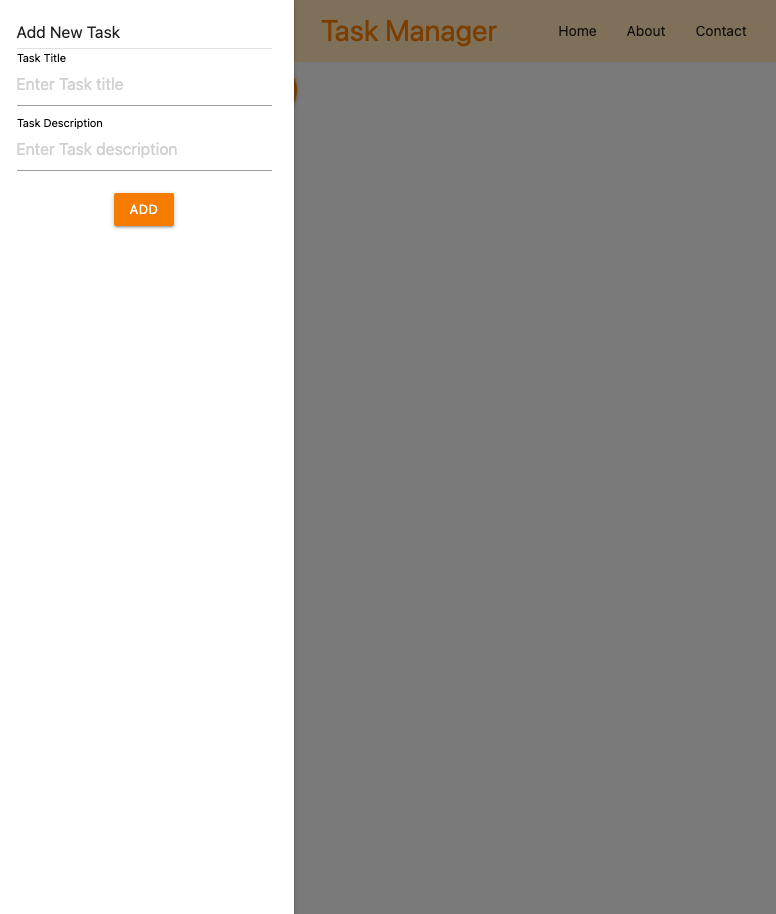 Add New Task
Task Title
Enter Task title
Task Description
Enter Task description
ADD
Task Manager
Home
About
Contact